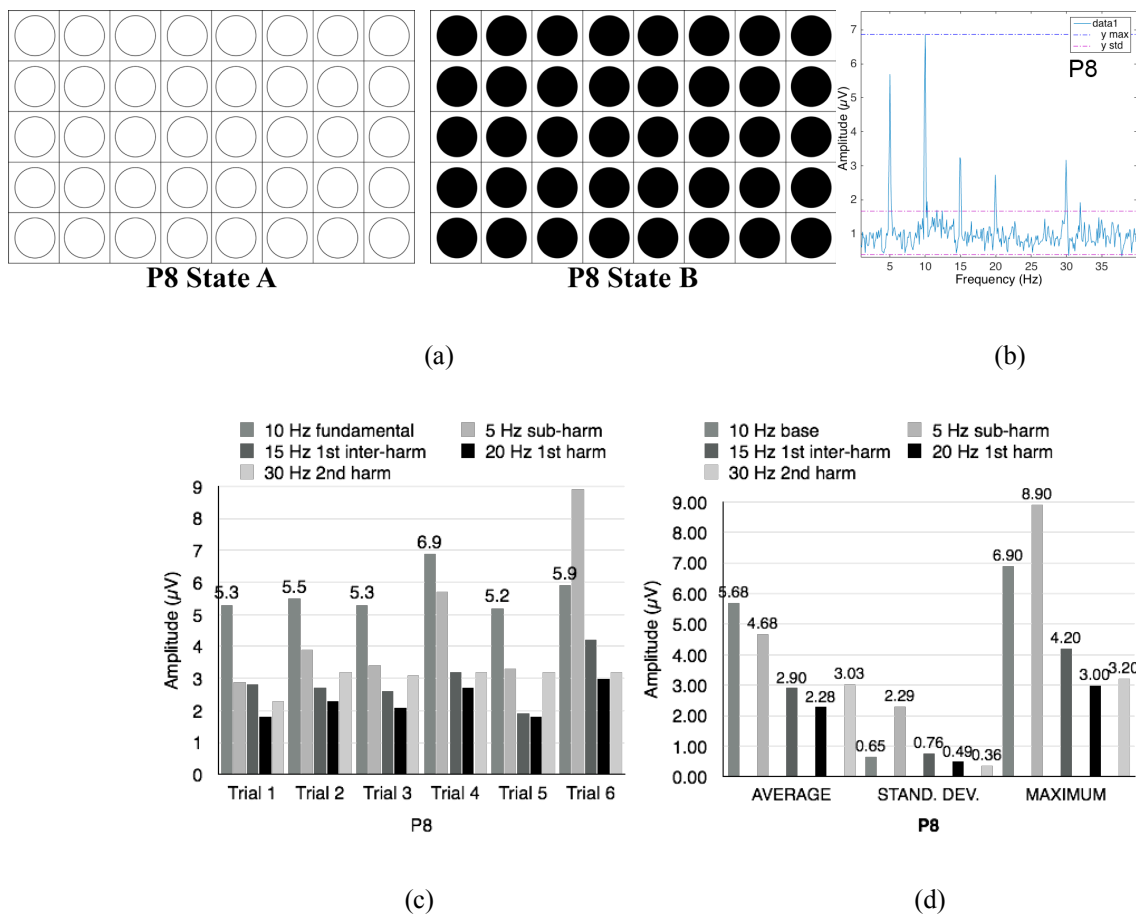 P8 State A
P8 State B
data1
y max
y std
P8
7
6
5
4
3
2
1
Amplitude (µV)
5 10 15 20 25 30 35
Frequency (Hz)
(a)
(b)
10 Hz fundamental
5 Hz sub-harm
15 Hz 1st inter-harm
20 Hz 1st harm
30 Hz 2nd harm
9
8
7
6
5
4
3
2
1
0
Amplitude (µV)
5.3
5.5
5.3
6.9
5.2
5.9
Trial 1 Trial 2 Trial 3 Trial 4 Trial 5 Trial 6
P8
10 Hz base
5 Hz sub-harm
15 Hz 1st inter-harm
20 Hz 1st harm
30 Hz 2nd harm
9.00
8.00
7.00
6.00
5.00
4.00
3.00
2.00
1.00
0.00
Amplitude (µV)
5.68
4.68
2.90
2.28
3.03
0.65
2.29
0.76
0.49
0.36
6.90
8.90
4.20
3.00
3.20
AVERAGE STAND. DEV. MAXIMUM
P8
(c)
(d)